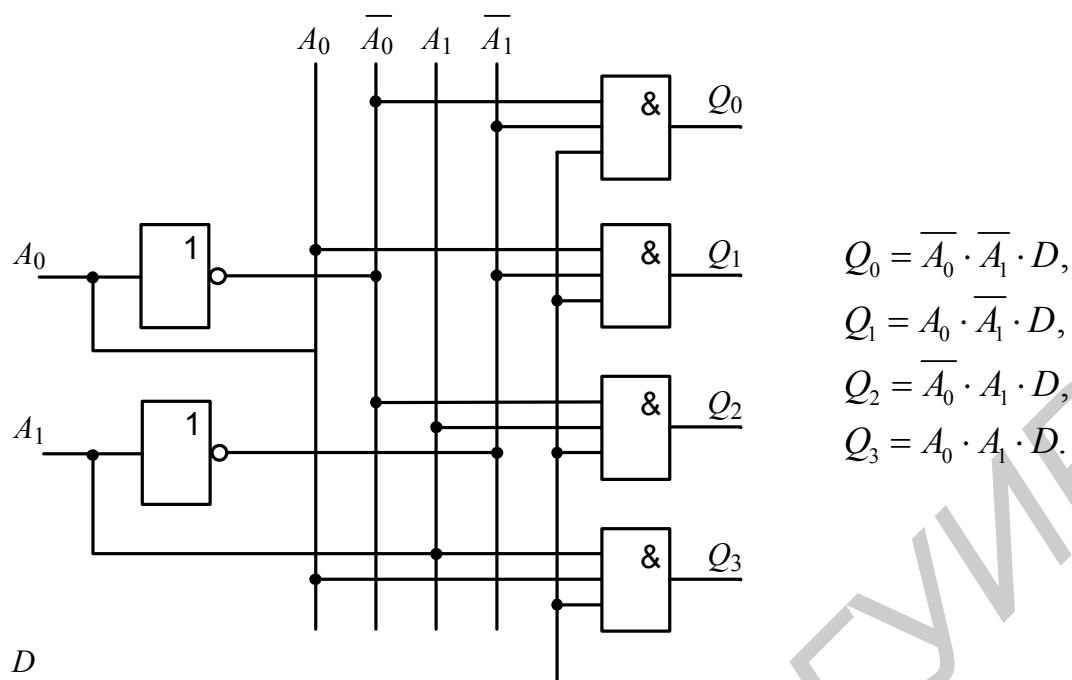 A₀ A̅₀ A₁ A̅₁
& Q₀
A₀ 1
& Q₁
A₁ 1
& Q₂
& Q₃
D
Q₀ = A̅₀ · A̅₁ · D,
Q₁ = A₀ · A̅₁ · D,
Q₂ = A̅₀ · A₁ · D,
Q₃ = A₀ · A₁ · D.